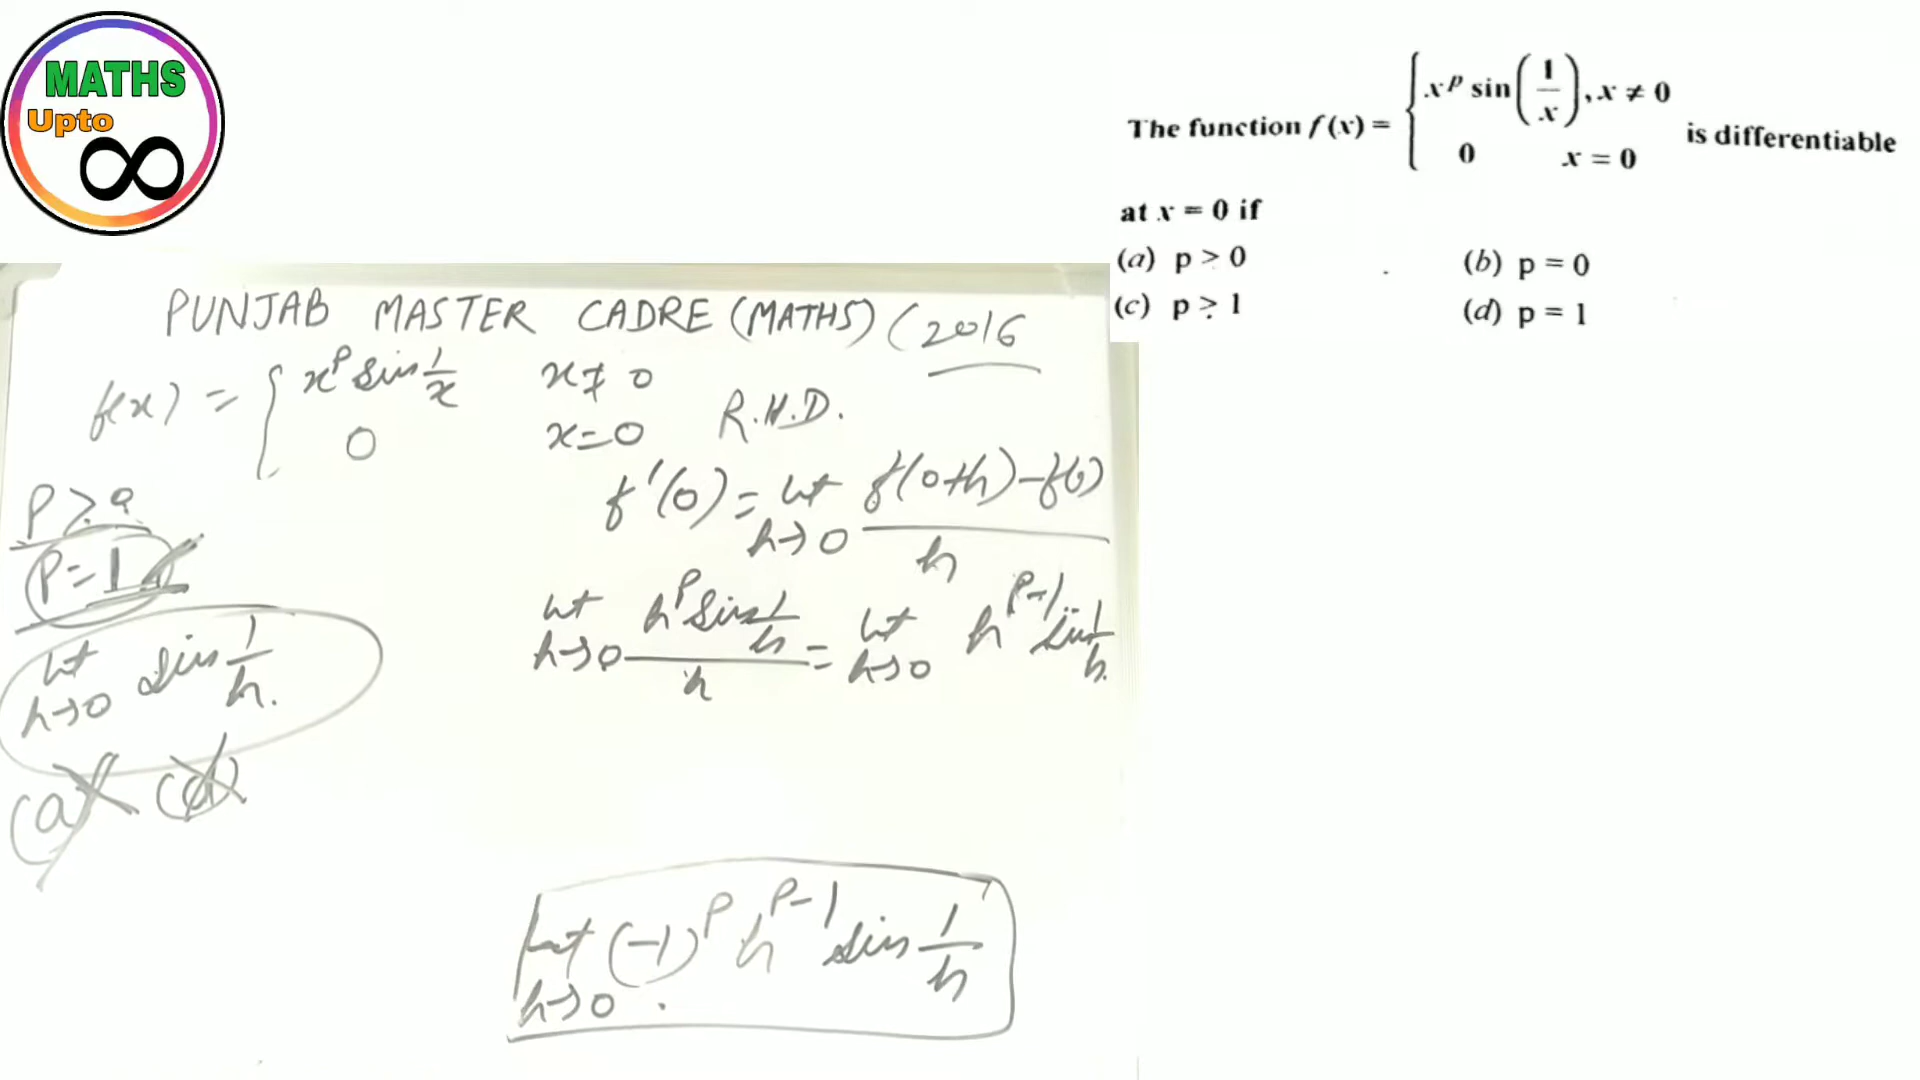 MATHS
Upto
∞
The function f(x) = { x^p sin(1/x), x ≠ 0
0 x = 0 is differentiable
at x = 0 if
(a) p > 0 (b) p = 0
(c) p > 1 (d) p = 1
PUNJAB MASTER CADRE (MATHS) (2016
f(x) = { x^p sin 1/x x ≠ 0
0 x = 0
R.H.D.
f'(0) = lt h→0 (f(0+h) - f(0))/h
lt h→0 (h^p sin 1/h)/h = lt h→0 h^(p-1) sin 1/h.
P > 0
P = 1
lt h→0 sin 1/h.
(a) (d)
lt h→0 (-1)^p h^(p-1) sin 1/h